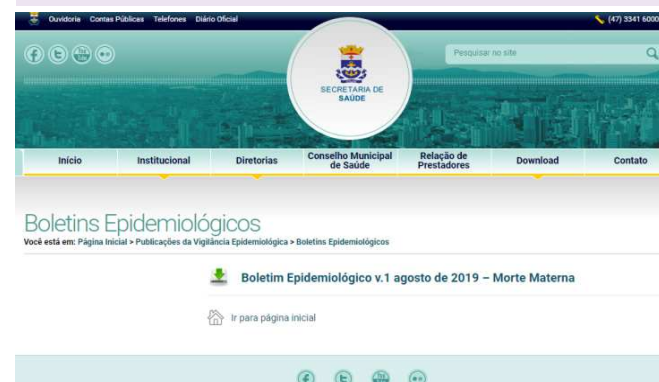 Ouvidoria Contas Públicas Telefones Diário Oficial (47) 3341 6000
Pesquisar no site
SECRETARIA DE
SAÚDE
Início Institucional Diretorias Conselho Municipal de Saúde Relação de Prestadores Download Contato
Boletins Epidemiológicos
Você está em: Página Inicial > Publicações da Vigilância Epidemiológica > Boletins Epidemiológicos
Boletim Epidemiológico v.1 agosto de 2019 – Morte Materna
Ir para página inicial